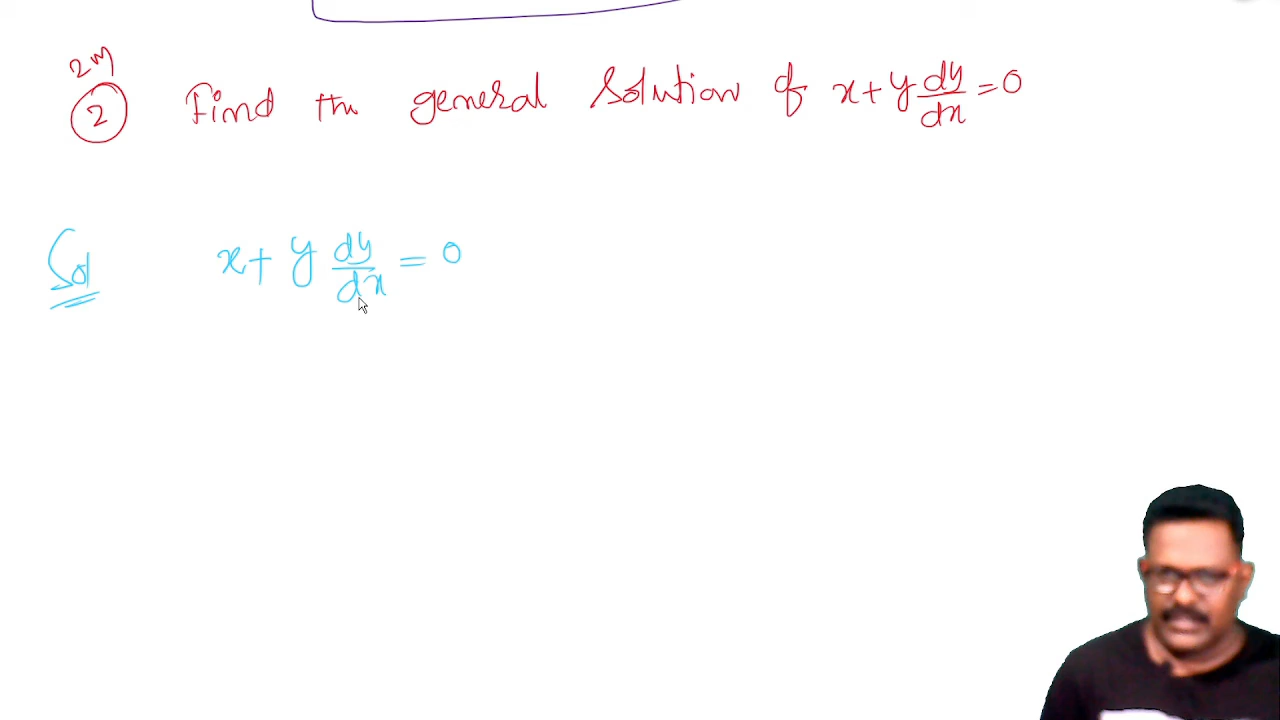 2M
② Find the general solution of x + y dy/dx = 0
Sol x + y dy/dx = 0